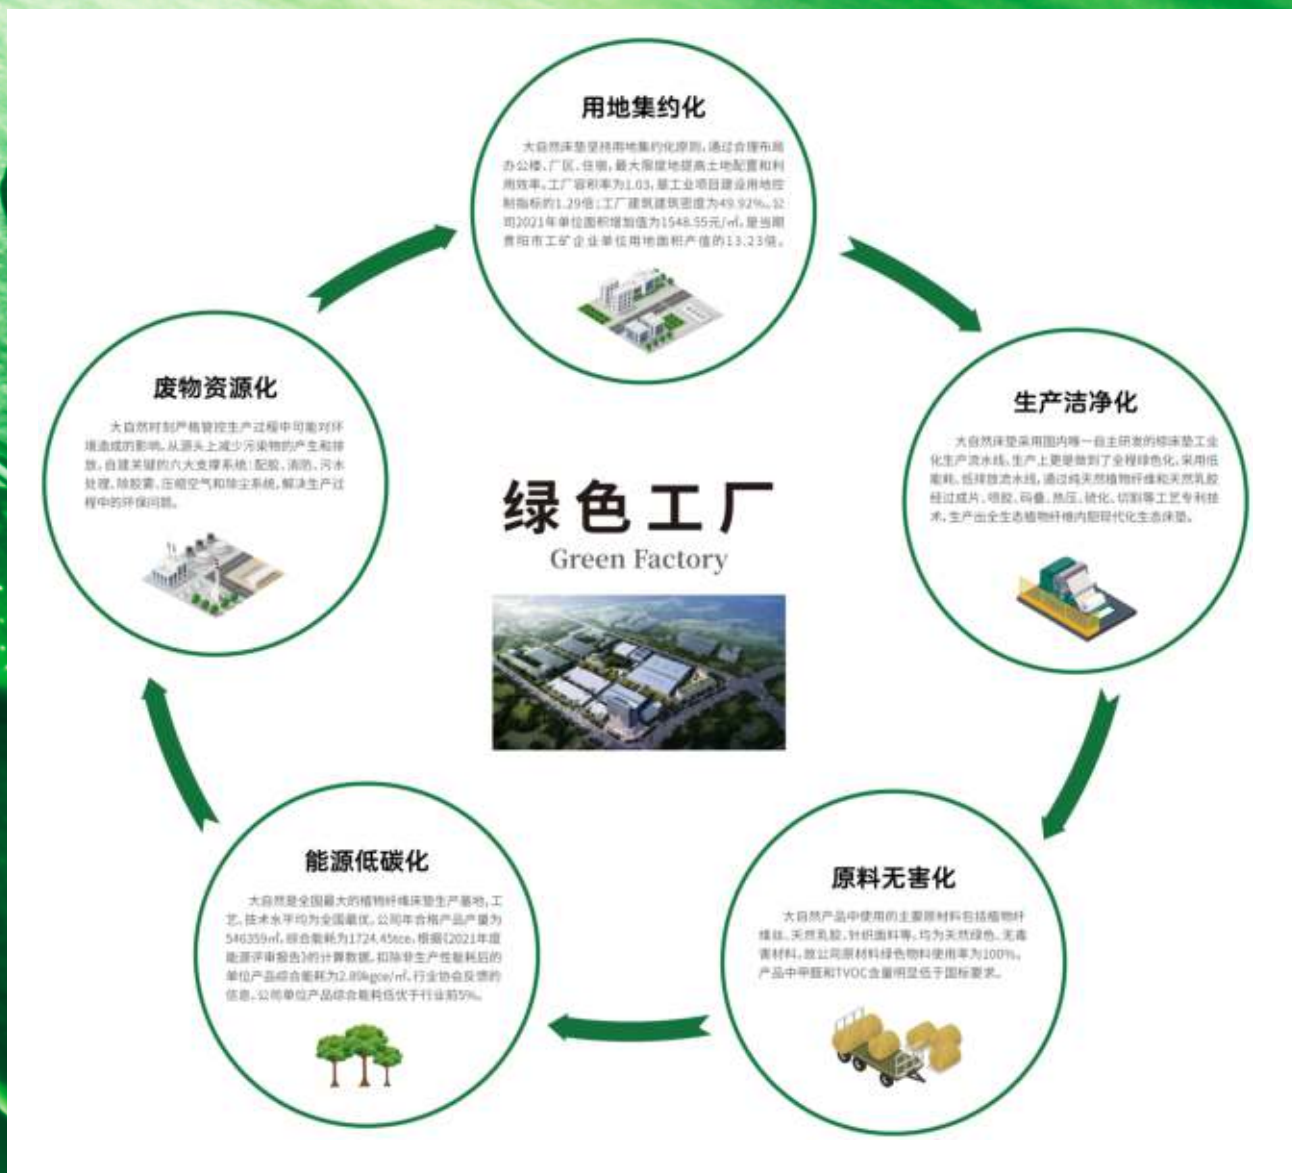 用地集约化
大自然床垫坚持用地集约化原则，通过合理布局
办公楼、厂区、住宿，最大限度地提高土地配置和利
用效率。工厂容积率为1.03，是工业项目建设用地控
制指标的1.29倍；工厂建筑建筑密度为49.92%。公
司2021年单位面积增加值为1548.55元/㎡，是当期
贵阳市工矿企业单位用地面积产值的13.23倍。
生产洁净化
大自然床垫采用国内唯一自主研发的棕床垫工业
化生产流水线。生产上更是做到了全程绿色化，采用低
能耗、低排放流水线，通过纯天然植物纤维和天然乳胶
经过成片、喷胶、码叠、热压、硫化、切割等工艺专利技
术，生产出全生态植物纤维内胆现代化生态床垫。
原料无害化
大自然产品中使用的主要原材料包括植物纤
维丝、天然乳胶、针织面料等，均为天然绿色、无毒
害材料，故公司原材料绿色物料使用率为100%。
产品中甲醛和TVOC含量明显低于国标要求。
能源低碳化
大自然是全国最大的植物纤维床垫生产基地，工
艺、技术水平均为全国最优。公司年合格产品产量为
546359㎡，综合能耗为1724.45tce，根据《2021年度
能源评审报告》的计算数据，扣除非生产性能耗后的
单位产品综合能耗为2.89kgce/㎡。行业协会反馈的
信息，公司单位产品综合能耗低优于行业前5%。
废物资源化
大自然时刻严格管控生产过程中可能对环
境造成的影响。从源头上减少污染物的产生和排
放，自建关键的六大支撑系统：配胶、消防、污水
处理、除胶雾、压缩空气和除尘系统，解决生产过
程中的环保问题。
绿色工厂
Green Factory